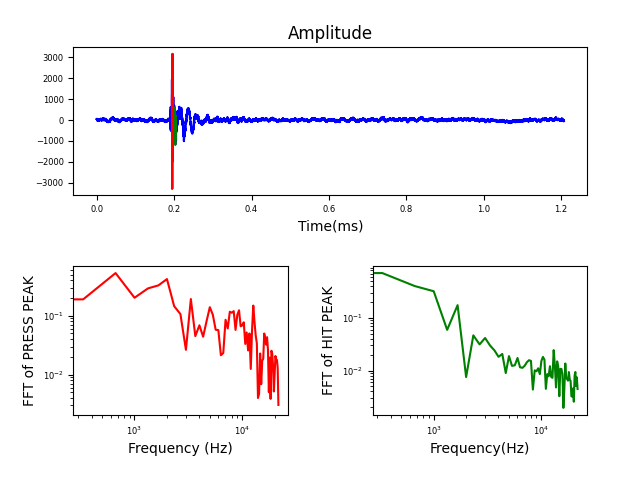 Amplitude
3000
2000
1000
0
−1000
−2000
−3000
0.0 0.2 0.4 0.6 0.8 1.0 1.2
Time(ms)
FFT of PRESS PEAK
10⁻¹
10⁻²
10³ 10⁴
Frequency (Hz)
FFT of HIT PEAK
10⁻¹
10⁻²
10³ 10⁴
Frequency(Hz)